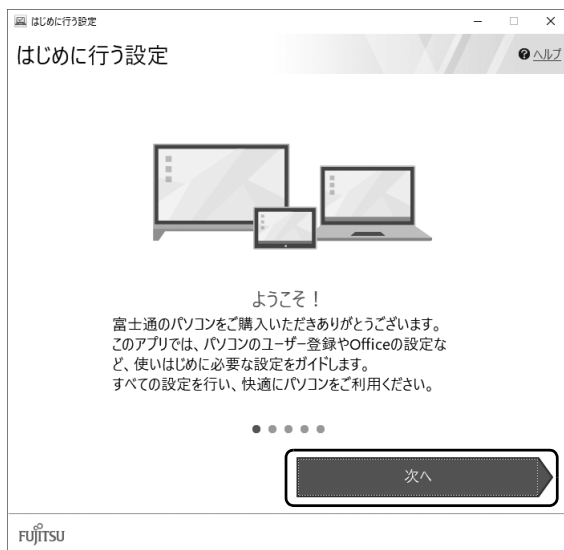 はじめに行う設定
はじめに行う設定
ヘルプ
ようこそ！
富士通のパソコンをご購入いただきありがとうございます。
このアプリでは、パソコンのユーザー登録やOfficeの設定な
ど、使いはじめに必要な設定をガイドします。
すべての設定を行い、快適にパソコンをご利用ください。
次へ
FUJITSU